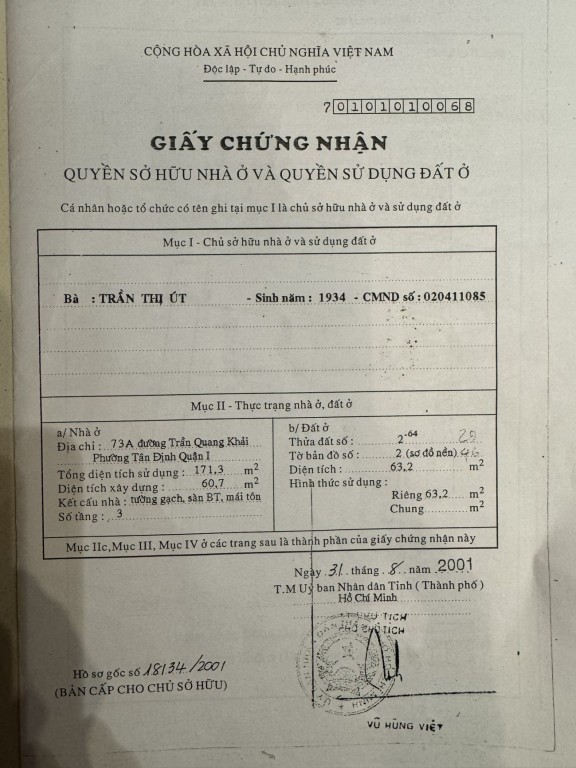 CỘNG HÒA XÃ HỘI CHỦ NGHĨA VIỆT NAM
Độc lập - Tự do - Hạnh phúc
70101010068
GIẤY CHỨNG NHẬN
QUYỀN SỞ HỮU NHÀ Ở VÀ QUYỀN SỬ DỤNG ĐẤT Ở
Cá nhân hoặc tổ chức có tên ghi tại mục I là chủ sở hữu nhà ở và sử dụng đất ở
Mục I - Chủ sở hữu nhà ở và sử dụng đất ở
Bà : TRẦN THỊ ÚT - Sinh năm : 1934 - CMND số : 020411085
Mục II - Thực trạng nhà ở, đất ở
a/ Nhà ở
Địa chỉ : 73A đường Trần Quang Khải
Phường Tân Định Quận I
Tổng diện tích sử dụng : 171,3 m2
Diện tích xây dựng : 60,7 m2
Kết cấu nhà : tường gạch, sàn BT, mái tôn
Số tầng : 3
b/ Đất ở
Thửa đất số : 2-64
Tờ bản đồ số : 2 (sơ đồ nền)
Diện tích : 63,2 m2
Hình thức sử dụng :
Riêng 63,2 m2
Chung m2
Mục IIc, Mục III, Mục IV ở các trang sau là thành phần của giấy chứng nhận này
Ngày 31 tháng 8 năm 2001
T.M Uỷ ban Nhân dân Tỉnh ( Thành phố )
Hồ Chí Minh
CHỦ TỊCH
PHÓ CHỦ TỊCH
Hồ sơ gốc số 18134/2001
(BẢN CẤP CHO CHỦ SỞ HỮU)
VŨ HÙNG VIỆT